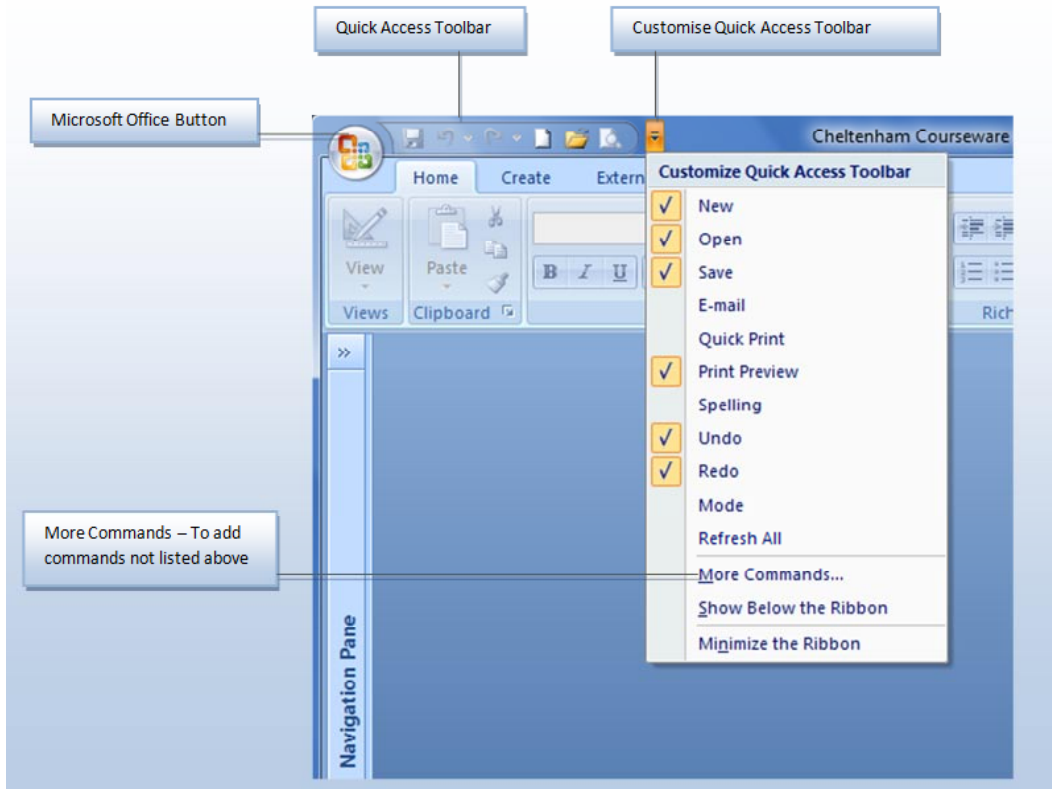 Quick Access Toolbar
Customise Quick Access Toolbar
Microsoft Office Button
Cheltenham Courseware
Home Create Extern
Customize Quick Access Toolbar
New
Open
Save
E-mail
Quick Print
Print Preview
Spelling
Undo
Redo
Mode
Refresh All
More Commands...
Show Below the Ribbon
Minimize the Ribbon
View
Paste
B I U
Views
Clipboard
Rich
More Commands – To add
commands not listed above
Navigation Pane